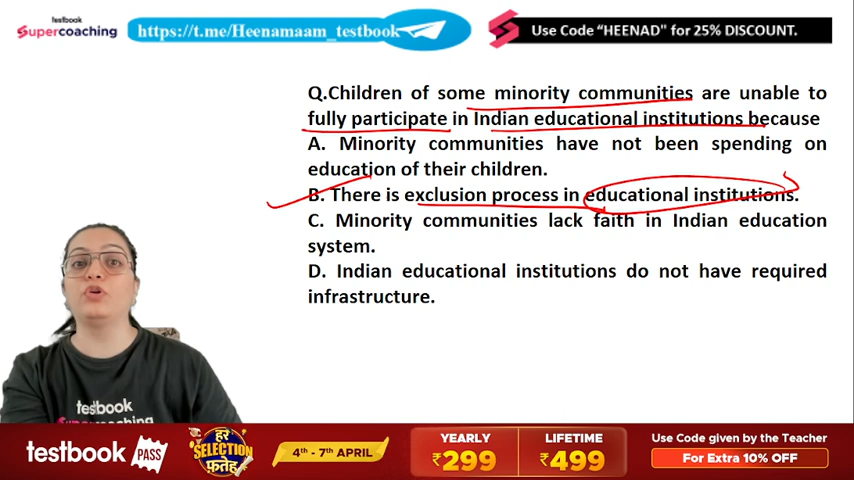 testbook
Supercoaching
https://t.me/Heenamaam_testbook
Use Code “HEENAD" for 25% DISCOUNT.
Q.Children of some minority communities are unable to
fully participate in Indian educational institutions because
A. Minority communities have not been spending on
education of their children.
B. There is exclusion process in educational institutions.
C. Minority communities lack faith in Indian education
system.
D. Indian educational institutions do not have required
infrastructure.
testbook
testbook
PASS
हर
SELECTION
फतेह
4th - 7th APRIL
YEARLY
₹299
LIFETIME
₹499
Use Code given by the Teacher
For Extra 10% OFF